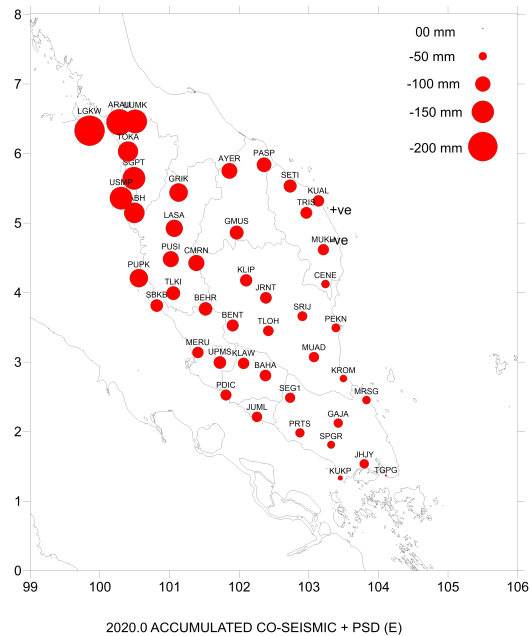 8
00 mm
-50 mm
7
-100 mm
ARAU UUMK
LGKW
-150 mm
TOKA
-200 mm
6
AYER
PASP
SGPT
GRIK
SETI
USMP
KUAL
TRIS
+ve
LASA
5
GMUS
MUKH
-ve
PUSI
CMRN
PUPK
KLIP
CENE
4
TLKI
JRNT
SBKB
BEHR
BENT
TLOH
SRIJ
PEKN
MERU
3
UPMS
KLAW
MUAD
BAHA
KROM
PDIC
SEG1
MRSG
JUML
2
PRTS
GAJA
SPGR
JHJY
KUKP
TGPG
1
0
99 100 101 102 103 104 105 106
2020.0 ACCUMULATED CO-SEISMIC + PSD (E)